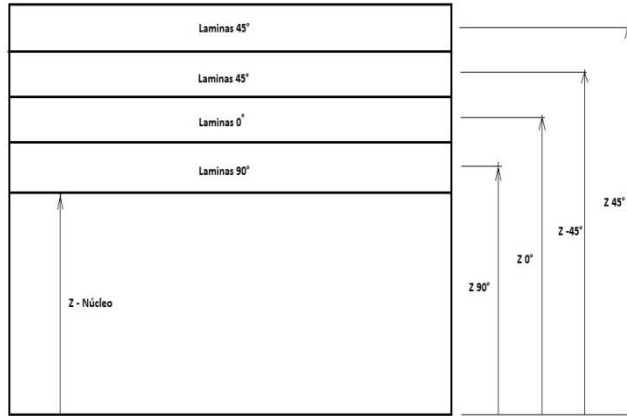 Laminas 45°
Laminas 45°
Laminas 0°
Laminas 90°
Z 45°
Z -45°
Z 0°
Z 90°
Z - Núcleo